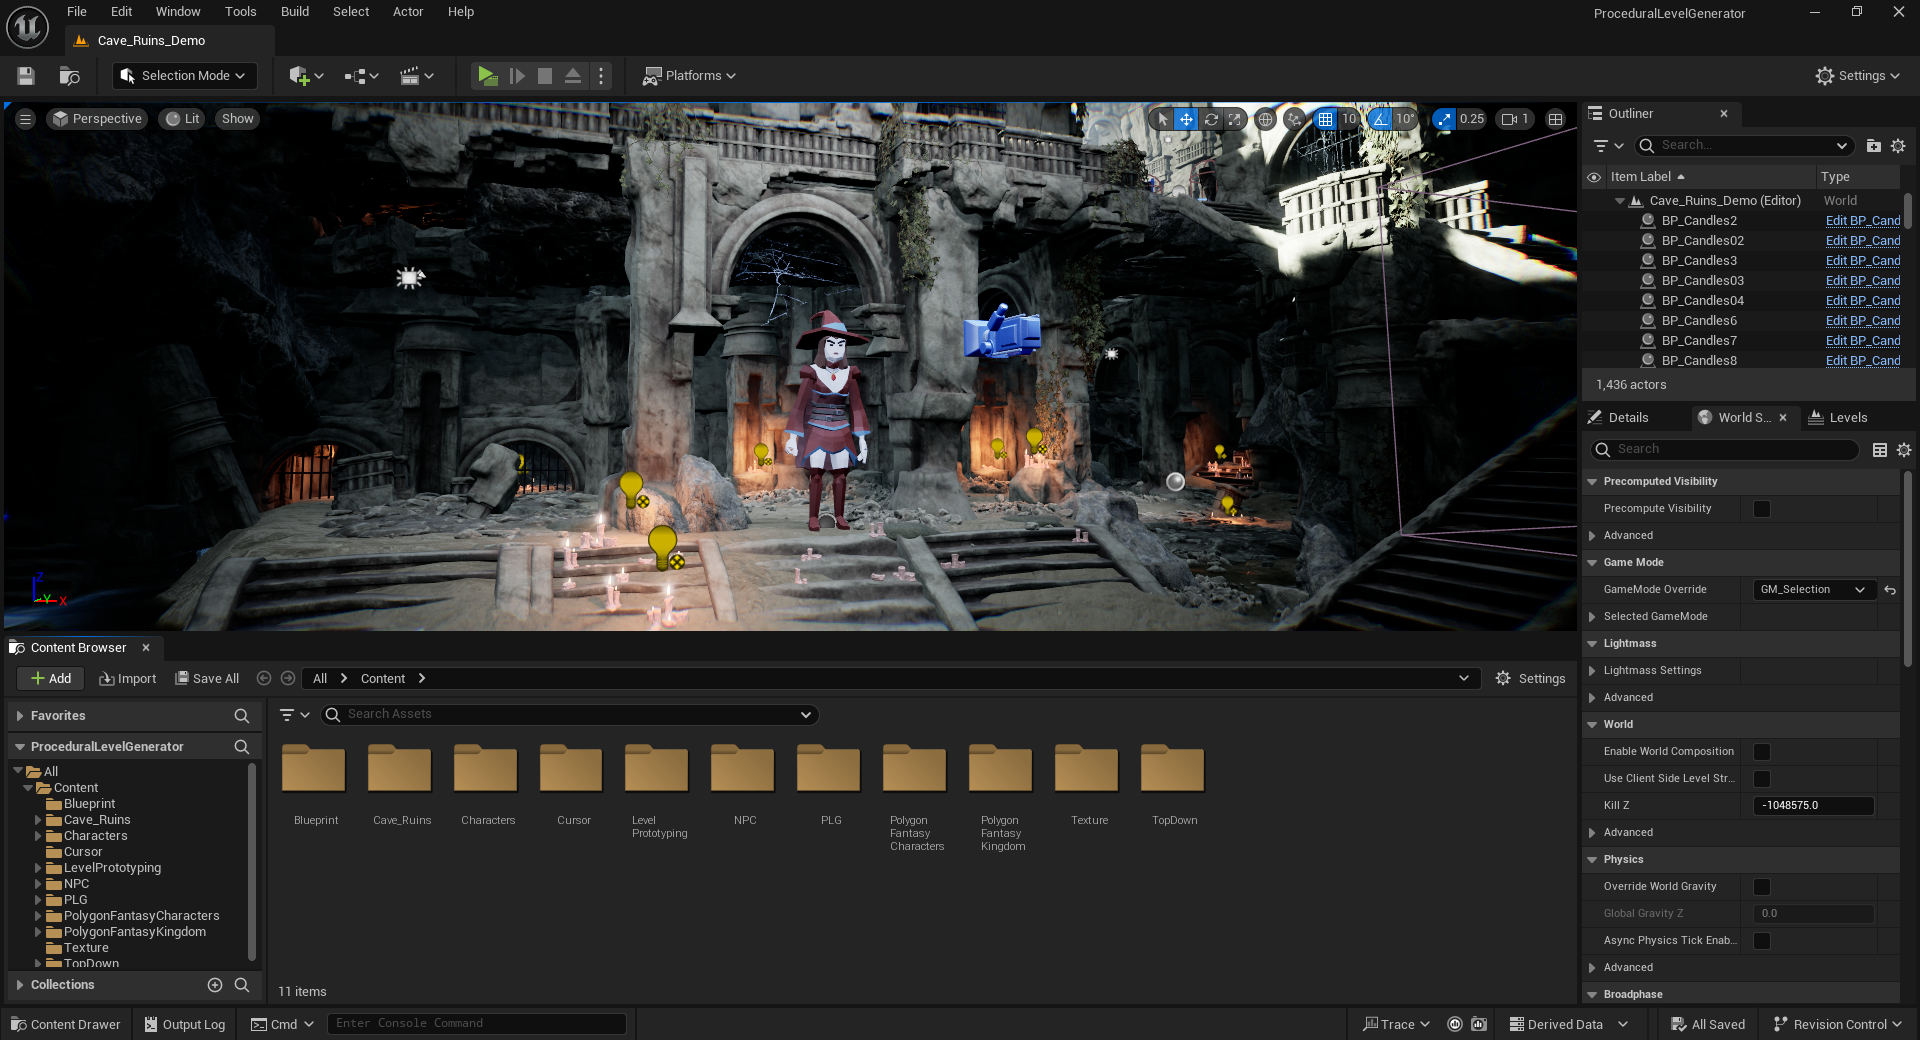 File Edit Window Tools Build Select Actor Help
ProceduralLevelGenerator
Cave_Ruins_Demo
Selection Mode
Platforms
Settings
Perspective Lit Show
10 10° 0.25 1
Outliner
Search...
Item Label Type
Cave_Ruins_Demo (Editor) World
BP_Candles2 Edit BP_Cand
BP_Candles02 Edit BP_Cand
BP_Candles3 Edit BP_Cand
BP_Candles03 Edit BP_Cand
BP_Candles04 Edit BP_Cand
BP_Candles6 Edit BP_Cand
BP_Candles7 Edit BP_Cand
BP_Candles8 Edit BP_Cand
1,436 actors
Details World S... Levels
Search
Precomputed Visibility
Precompute Visibility
Advanced
Game Mode
GameMode Override GM_Selection
Selected GameMode
Lightmass
Lightmass Settings
Advanced
World
Enable World Composition
Use Client Side Level Str...
Kill Z -1048575.0
Advanced
Physics
Override World Gravity
Global Gravity Z 0.0
Async Physics Tick Enab...
Advanced
Broadphase
Z
Y X
Content Browser
Add Import Save All All Content Settings
Favorites
Search Assets
ProceduralLevelGenerator
All
Content
Blueprint
Cave_Ruins
Characters
Cursor
LevelPrototyping
NPC
PLG
PolygonFantasyCharacters
PolygonFantasyKingdom
Texture
TopDown
Collections
Blueprint
Cave_Ruins
Characters
Cursor
Level
Prototyping
NPC
PLG
Polygon
Fantasy
Characters
Polygon
Fantasy
Kingdom
Texture
TopDown
11 items
Content Drawer Output Log Cmd Enter Console Command Trace Derived Data All Saved Revision Control